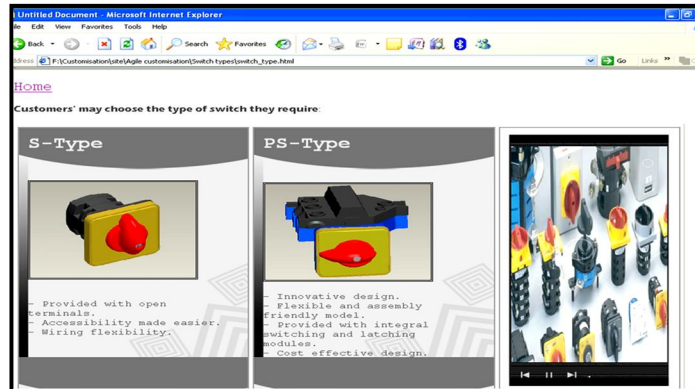 Untitled Document - Microsoft Internet Explorer
Edit View Favorites Tools Help
Back Search Favorites
F:\Customisation\site\Agile customisation\Switch types\switch_type.html Go Links »
Home
Customers' may choose the type of switch they require:
S-Type
- Provided with open
terminals.
- Accessibility made easier.
- Wiring flexibility.
PS-Type
- Innovative design.
- Flexible and assembly
friendly model.
- Provided with integral
switching and latching
modules.
- Cost effective design.